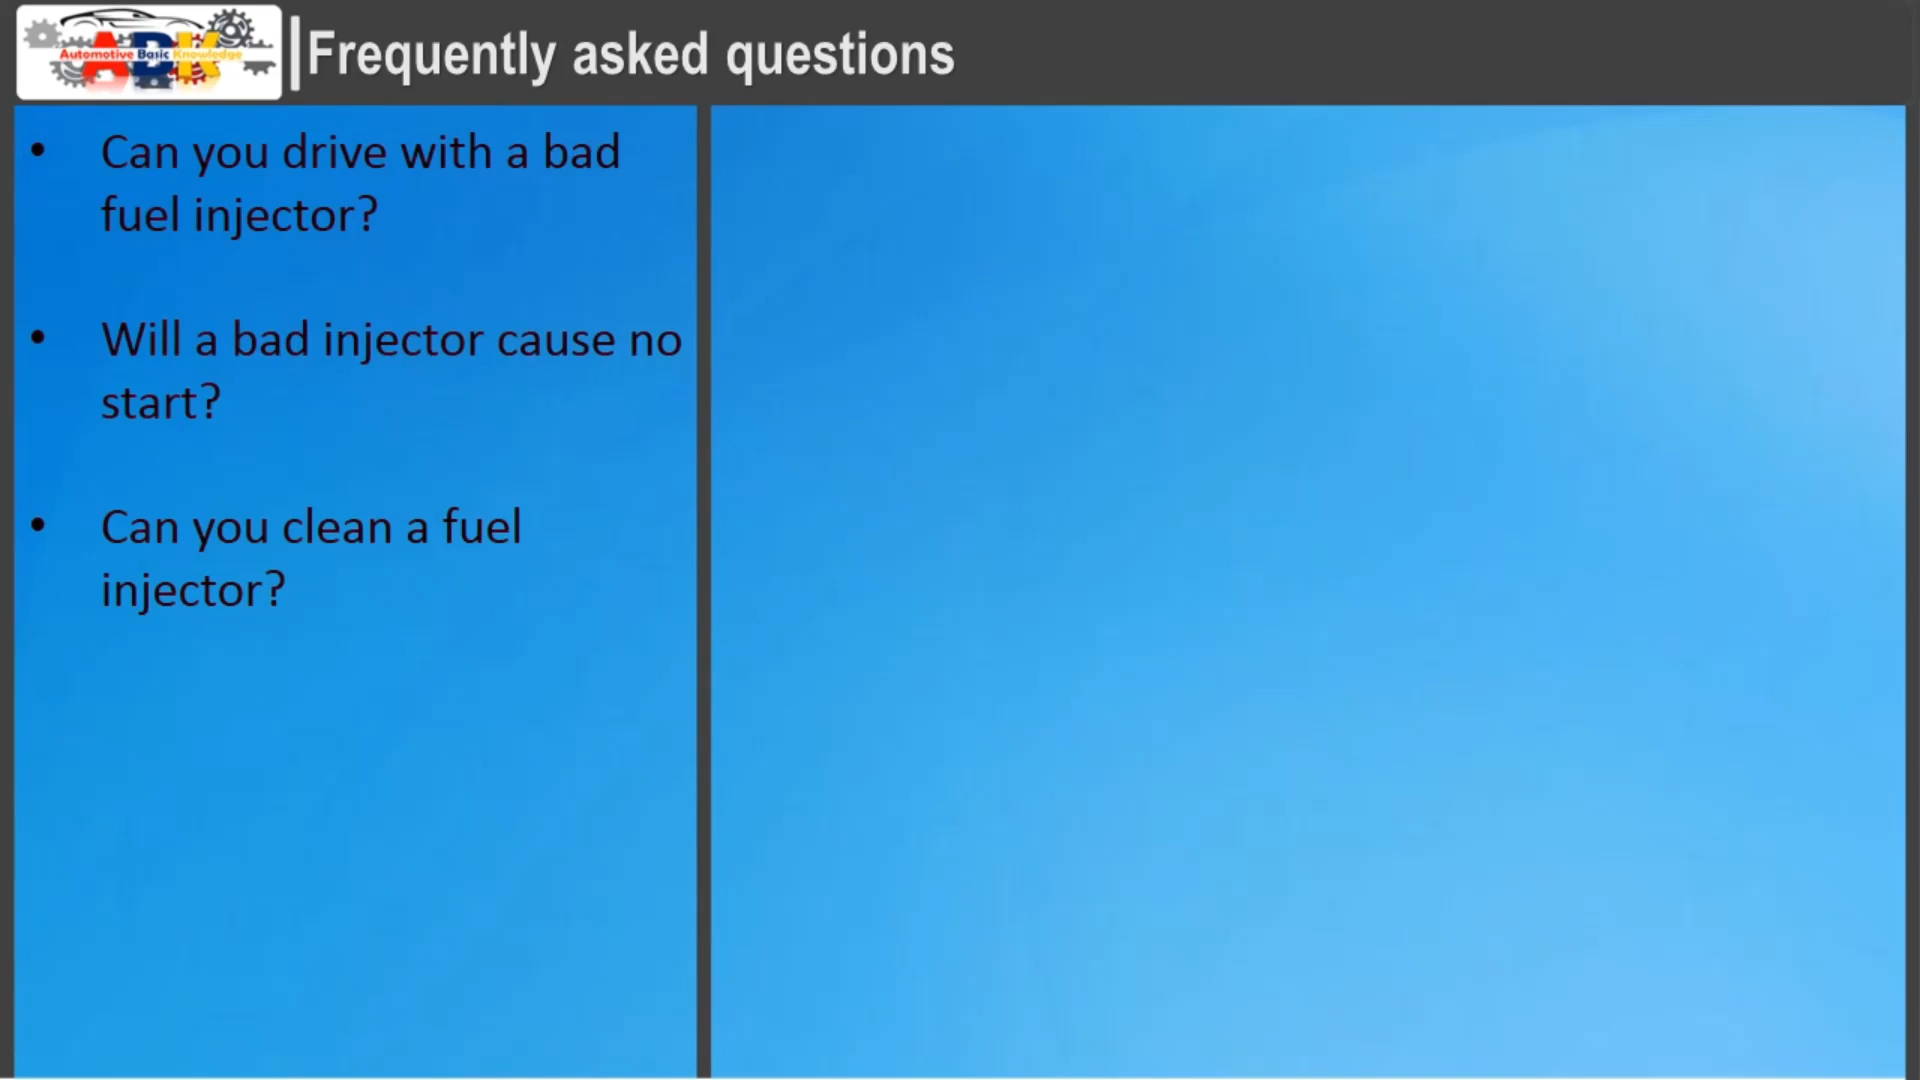 ABK
Automotive Basic Knowledge
Frequently asked questions
• Can you drive with a bad
fuel injector?
• Will a bad injector cause no
start?
• Can you clean a fuel
injector?